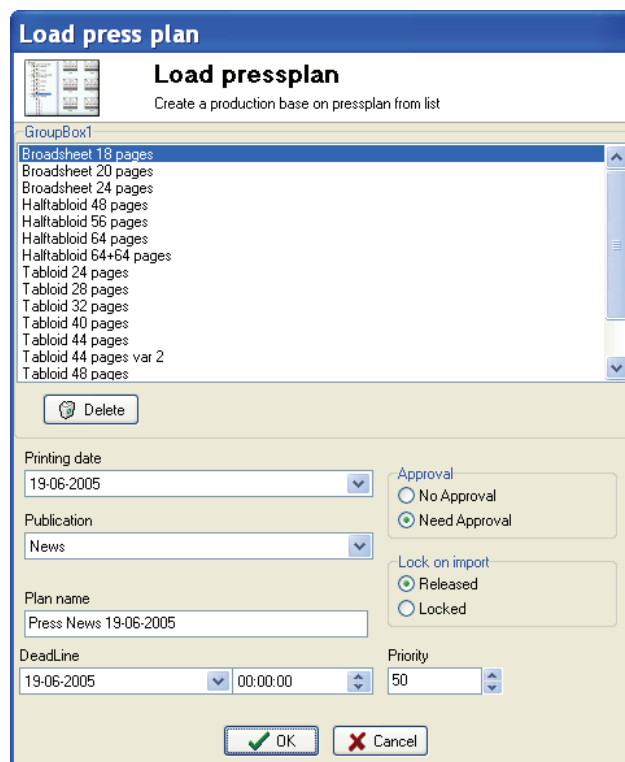 Load press plan
Load pressplan
Create a production base on pressplan from list
GroupBox1
Broadsheet 18 pages
Broadsheet 20 pages
Broadsheet 24 pages
Halftabloid 48 pages
Halftabloid 56 pages
Halftabloid 64 pages
Halftabloid 64+64 pages
Tabloid 24 pages
Tabloid 28 pages
Tabloid 32 pages
Tabloid 40 pages
Tabloid 44 pages
Tabloid 44 pages var 2
Tabloid 48 pages
Delete
Printing date
19-06-2005
Publication
News
Plan name
Press News 19-06-2005
DeadLine
19-06-2005 00:00:00
Approval
No Approval
Need Approval
Lock on import
Released
Locked
Priority
50
OK Cancel